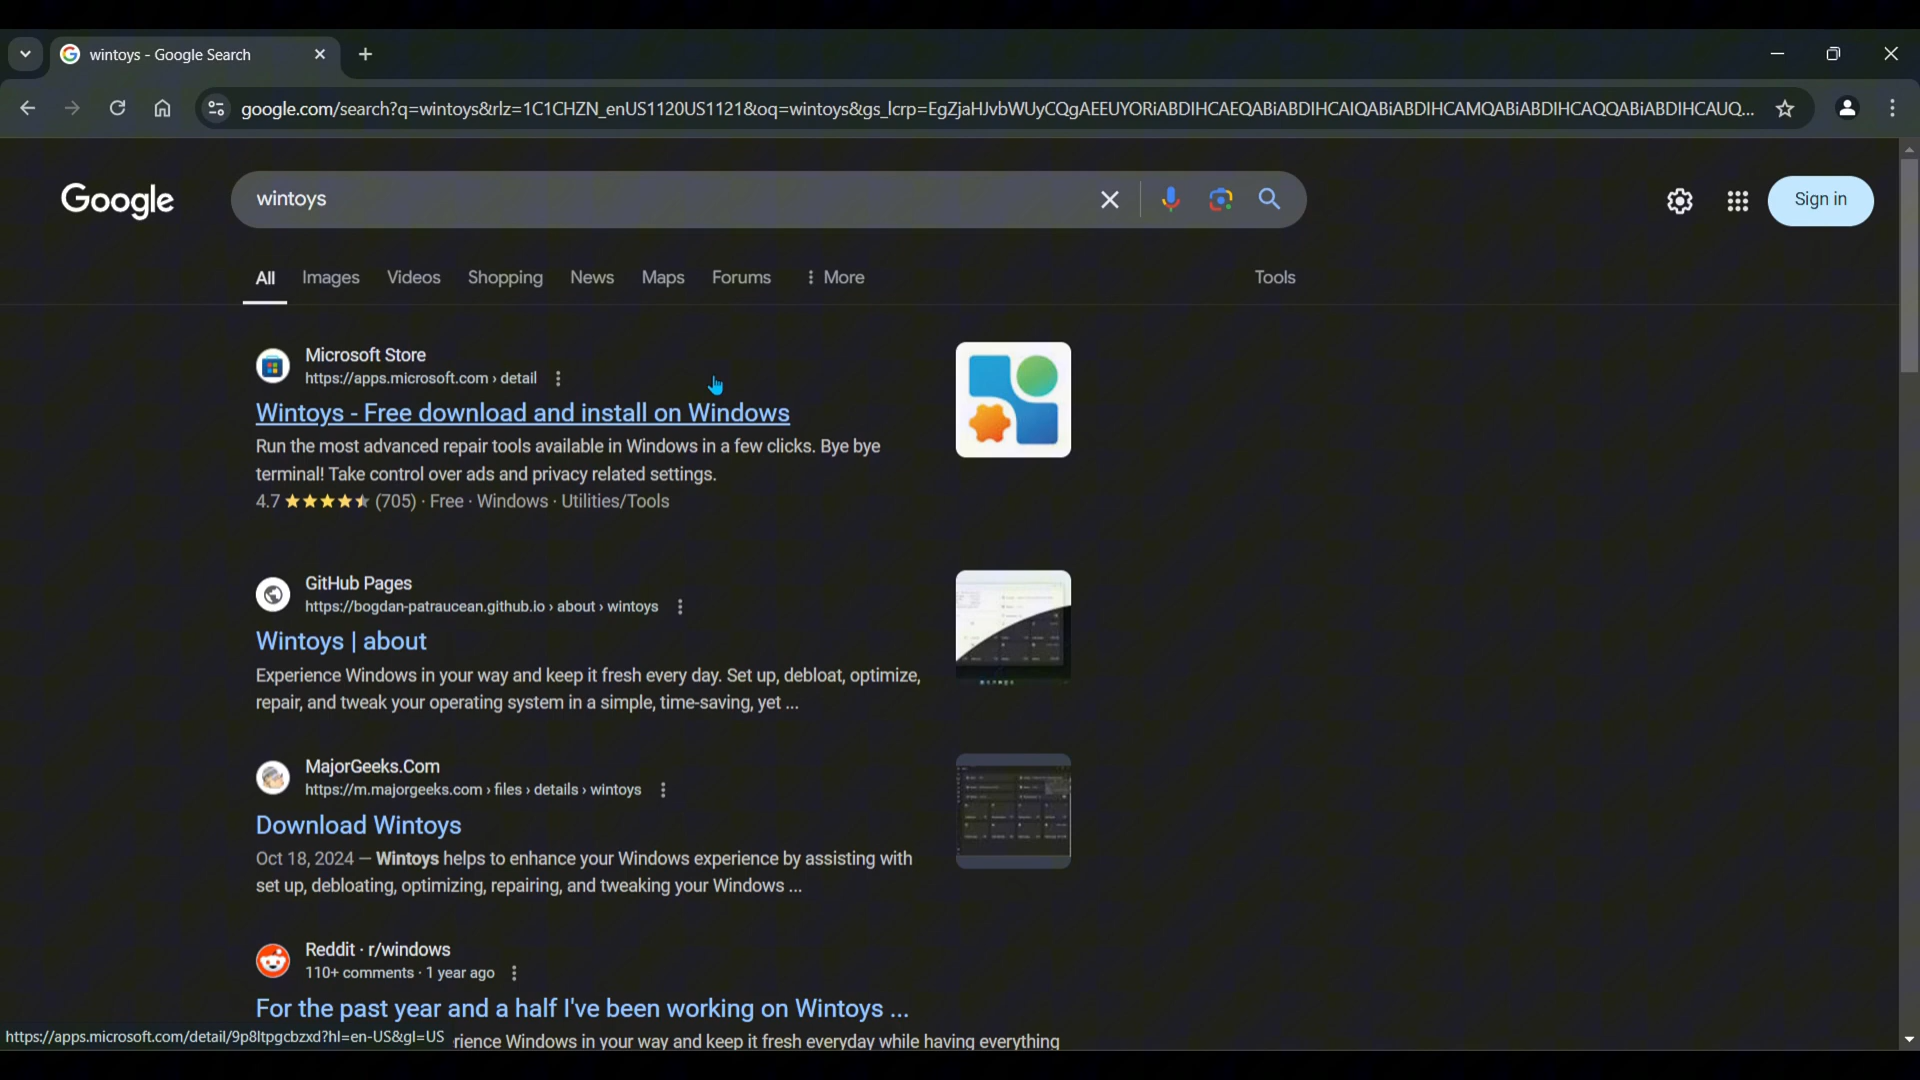 wintoys - Google Search
google.com/search?q=wintoys&rlz=1C1CHZN_enUS1120US1121&oq=wintoys&gs_lcrp=EgZjaHJvbWUyCQgAEEUYORiABDIHCAEQABiABDIHCAIQABiABDIHCAMQABiABDIHCAQQABiABDIHCAUQ...
Google
wintoys
Sign in
All Images Videos Shopping News Maps Forums More Tools
Microsoft Store
https://apps.microsoft.com › detail
Wintoys - Free download and install on Windows
Run the most advanced repair tools available in Windows in a few clicks. Bye bye
terminal! Take control over ads and privacy related settings.
4.7 (705) · Free · Windows · Utilities/Tools
GitHub Pages
https://bogdan-patraucean.github.io › about › wintoys
Wintoys | about
Experience Windows in your way and keep it fresh every day. Set up, debloat, optimize,
repair, and tweak your operating system in a simple, time-saving, yet ...
MajorGeeks.Com
https://m.majorgeeks.com › files › details › wintoys
Download Wintoys
Oct 18, 2024 — Wintoys helps to enhance your Windows experience by assisting with
set up, debloating, optimizing, repairing, and tweaking your Windows ...
Reddit · r/windows
110+ comments · 1 year ago
For the past year and a half I've been working on Wintoys ...
https://apps.microsoft.com/detail/9p8ltpgcbzxd?hl=en-US&gl=US
rience Windows in your way and keep it fresh everyday while having everything